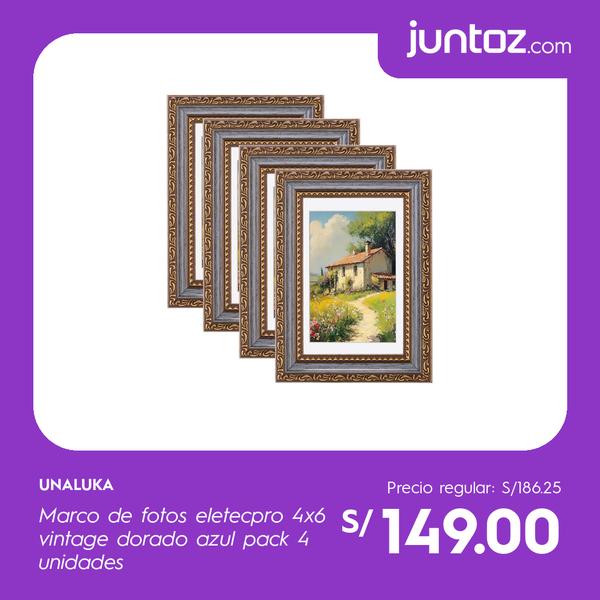 juntoz.com
UNALUKA
Marco de fotos eletecpro 4x6
vintage dorado azul pack 4
unidades
Precio regular: S/186.25
S/149.00